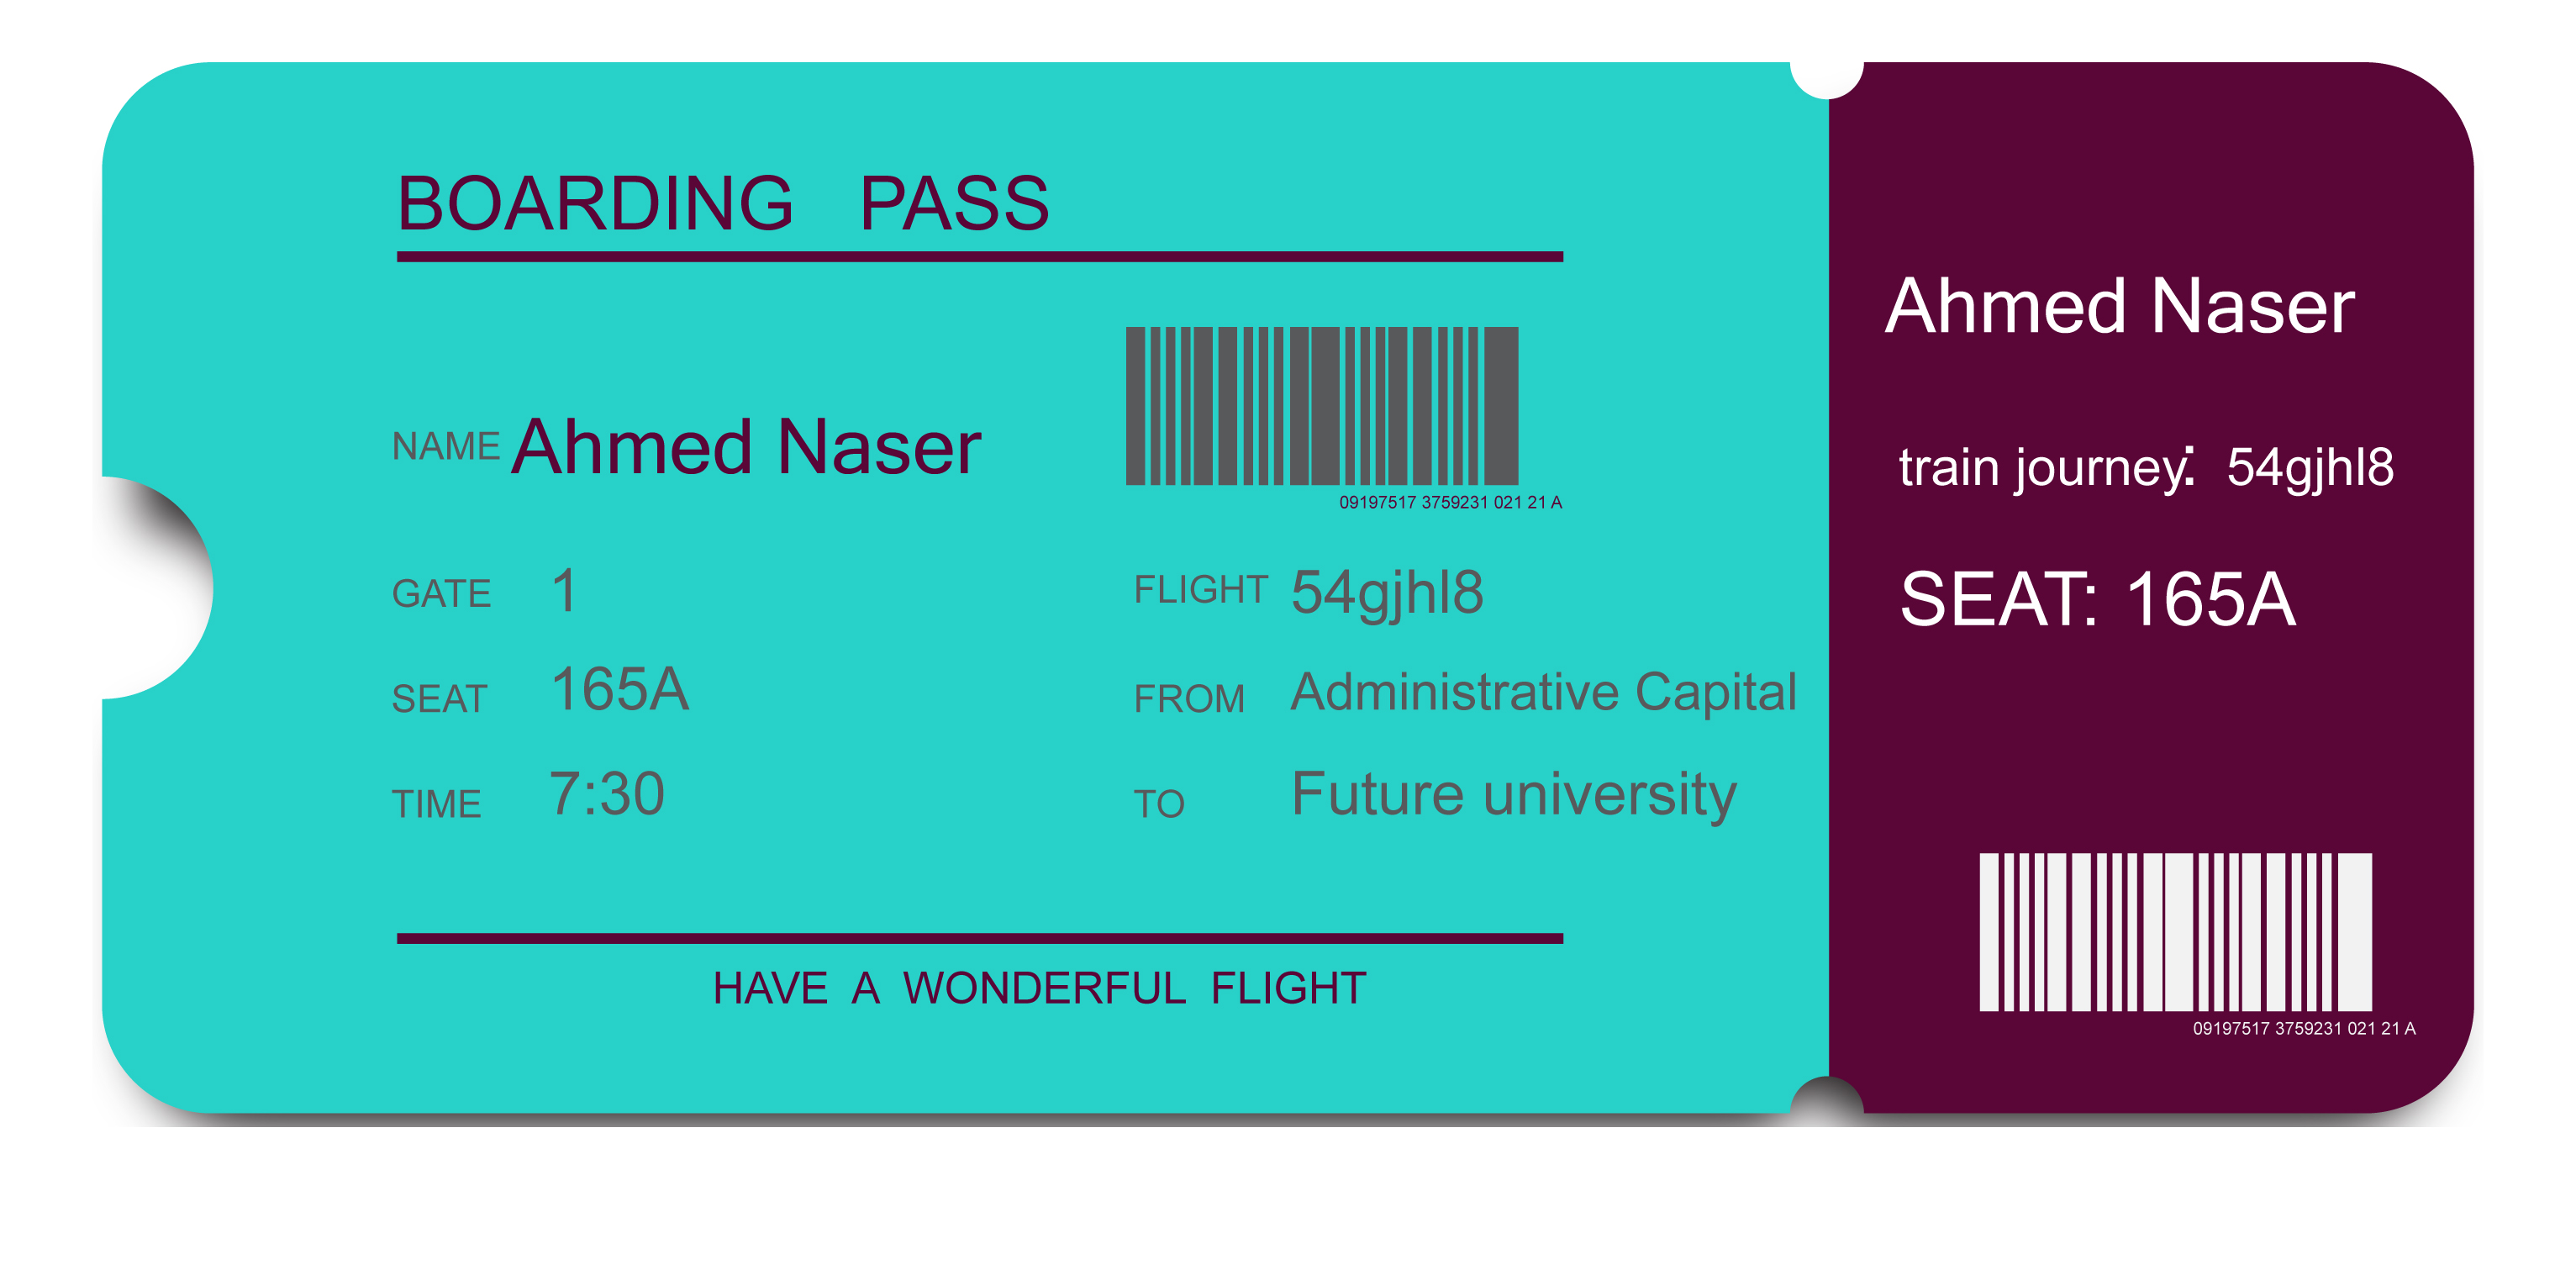 BOARDING PASS
NAME Ahmed Naser
09197517 3759231 021 21 A
GATE 1
SEAT 165A
TIME 7:30
FLIGHT 54gjhl8
FROM Administrative Capital
TO Future university
HAVE A WONDERFUL FLIGHT
Ahmed Naser
train journey: 54gjhl8
SEAT: 165A
09197517 3759231 021 21 A